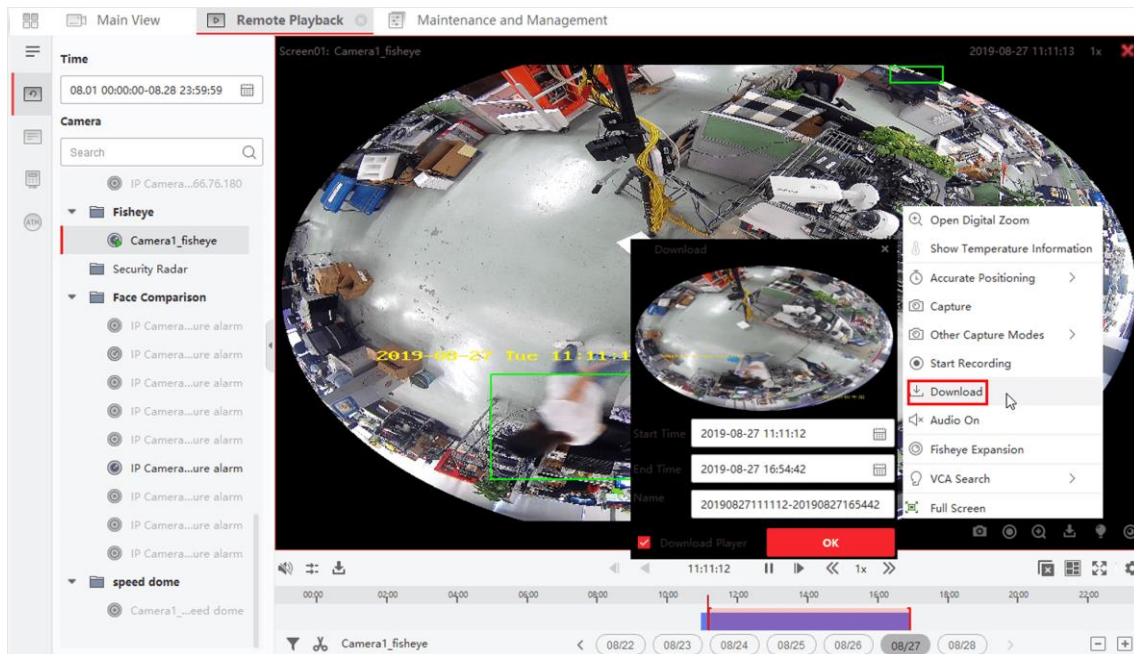 Main View
Remote Playback
Maintenance and Management
Time
08.01 00:00:00-08.28 23:59:59
Camera
Search
IP Camera...66.76.180
Fisheye
Camera1_fisheye
Security Radar
Face Comparison
IP Camera...ure alarm
IP Camera...ure alarm
IP Camera...ure alarm
IP Camera...ure alarm
IP Camera...ure alarm
IP Camera...ure alarm
IP Camera...ure alarm
IP Camera...ure alarm
IP Camera...ure alarm
speed dome
Camera1_...eed dome
ATM
Screen01: Camera1_fisheye
2019-08-27 11:11:13 1x
2019-08-27 Tue 11:11:1
Download
Start Time 2019-08-27 11:11:12
End Time 2019-08-27 16:54:42
Name 20190827111112-20190827165442
Download Player
OK
Open Digital Zoom
Show Temperature Information
Accurate Positioning
Capture
Other Capture Modes
Start Recording
Download
Audio On
Fisheye Expansion
VCA Search
Full Screen
11:11:12
1x
00:00 02:00 04:00 06:00 08:00 10:00 12:00 14:00 16:00 18:00 20:00 22:00
Camera1_fisheye
08/22 08/23 08/24 08/25 08/26 08/27 08/28